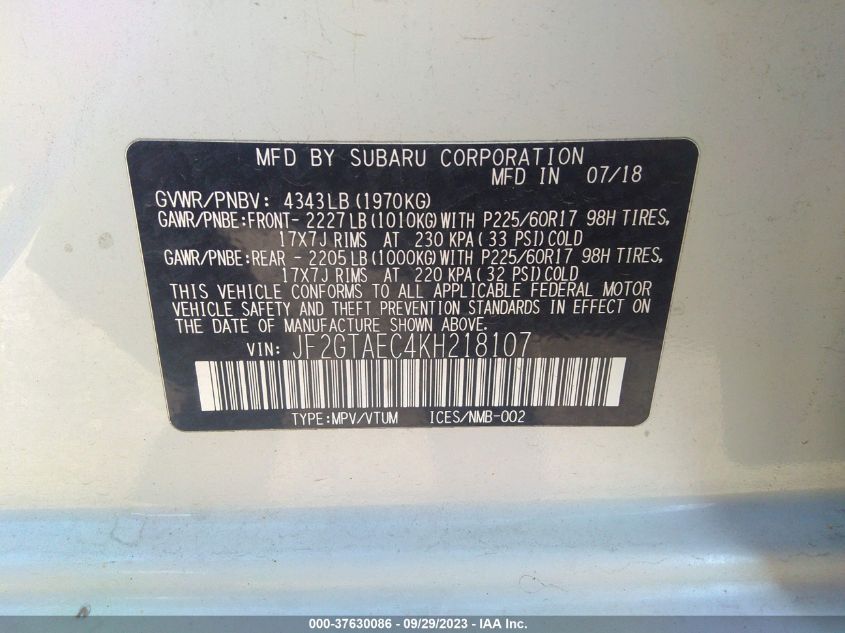 MFD BY SUBARU CORPORATION
MFD IN 07/18
GVWR/PNBV: 4343LB (1970KG)
GAWR/PNBE:FRONT- 2227LB (1010KG) WITH P225/60R17 98H TIRES,
17X7J RIMS AT 230 KPA ( 33 PSI) COLD
GAWR/PNBE:REAR - 2205LB (1000KG) WITH P225/60R17 98H TIRES,
17X7J RIMS AT 220 KPA ( 32 PSI) COLD
THIS VEHICLE CONFORMS TO ALL APPLICABLE FEDERAL MOTOR
VEHICLE SAFETY AND THEFT PREVENTION STANDARDS IN EFFECT ON
THE DATE OF MANUFACTURE SHOWN ABOVE.
VIN: JF2GTAEC4KH218107
TYPE:MPV/VTUM ICES/NMB-002
000-37630086 - 09/29/2023 - IAA Inc.